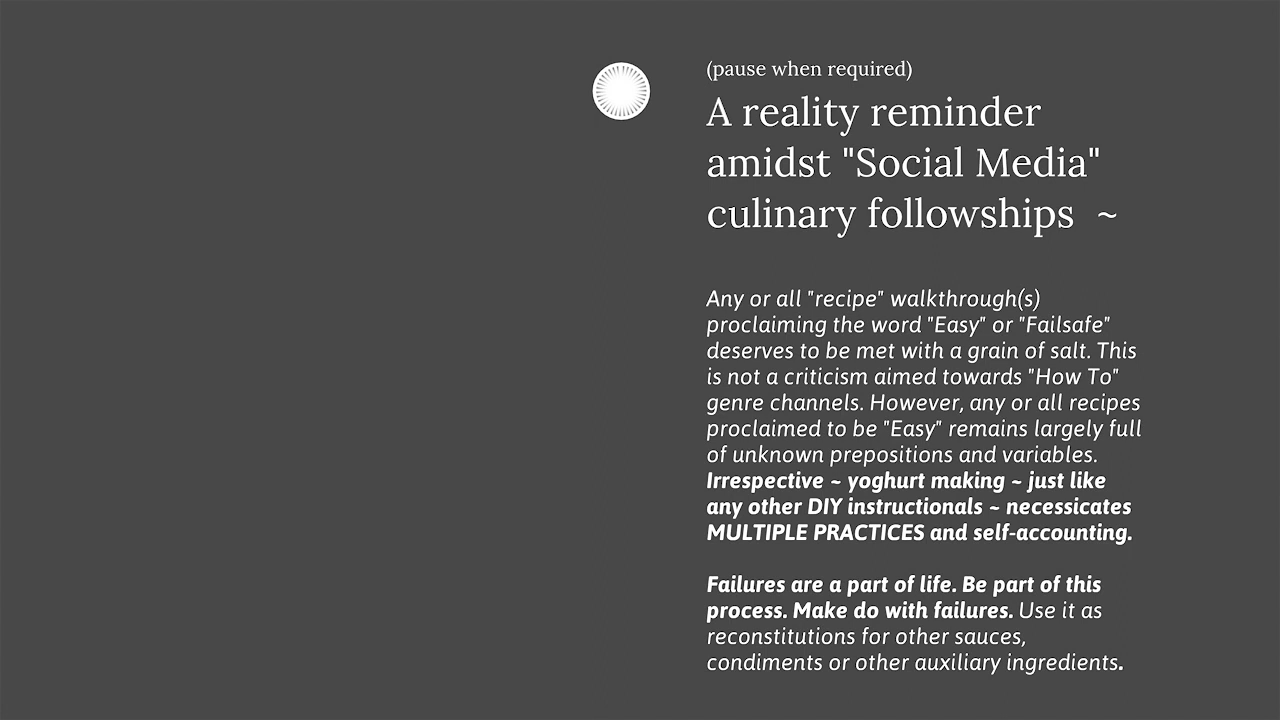 (pause when required)
A reality reminder
amidst "Social Media"
culinary followships ~
Any or all "recipe" walkthrough(s)
proclaiming the word "Easy" or "Failsafe"
deserves to be met with a grain of salt. This
is not a criticism aimed towards "How To"
genre channels. However, any or all recipes
proclaimed to be "Easy" remains largely full
of unknown prepositions and variables.
Irrespective ~ yoghurt making ~ just like
any other DIY instructionals ~ necessicates
MULTIPLE PRACTICES and self-accounting.
Failures are a part of life. Be part of this
process. Make do with failures. Use it as
reconstitutions for other sauces,
condiments or other auxiliary ingredients.